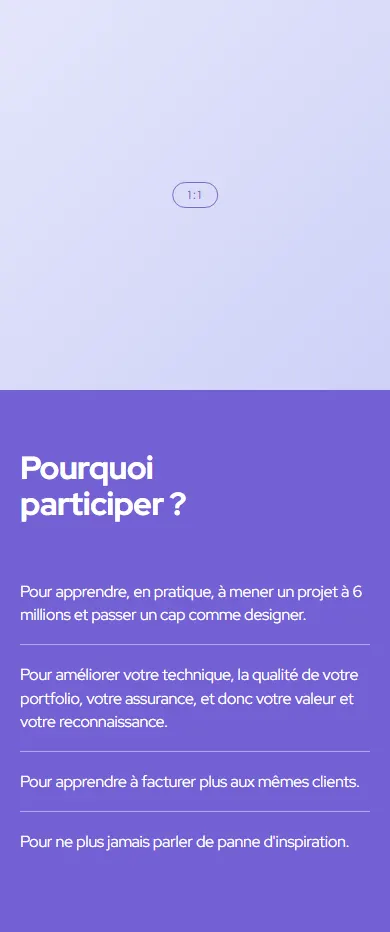 1:1
Pourquoi
participer ?
Pour apprendre, en pratique, à mener un projet à 6
millions et passer un cap comme designer.
Pour améliorer votre technique, la qualité de votre
portfolio, votre assurance, et donc votre valeur et
votre reconnaissance.
Pour apprendre à facturer plus aux mêmes clients.
Pour ne plus jamais parler de panne d'inspiration.